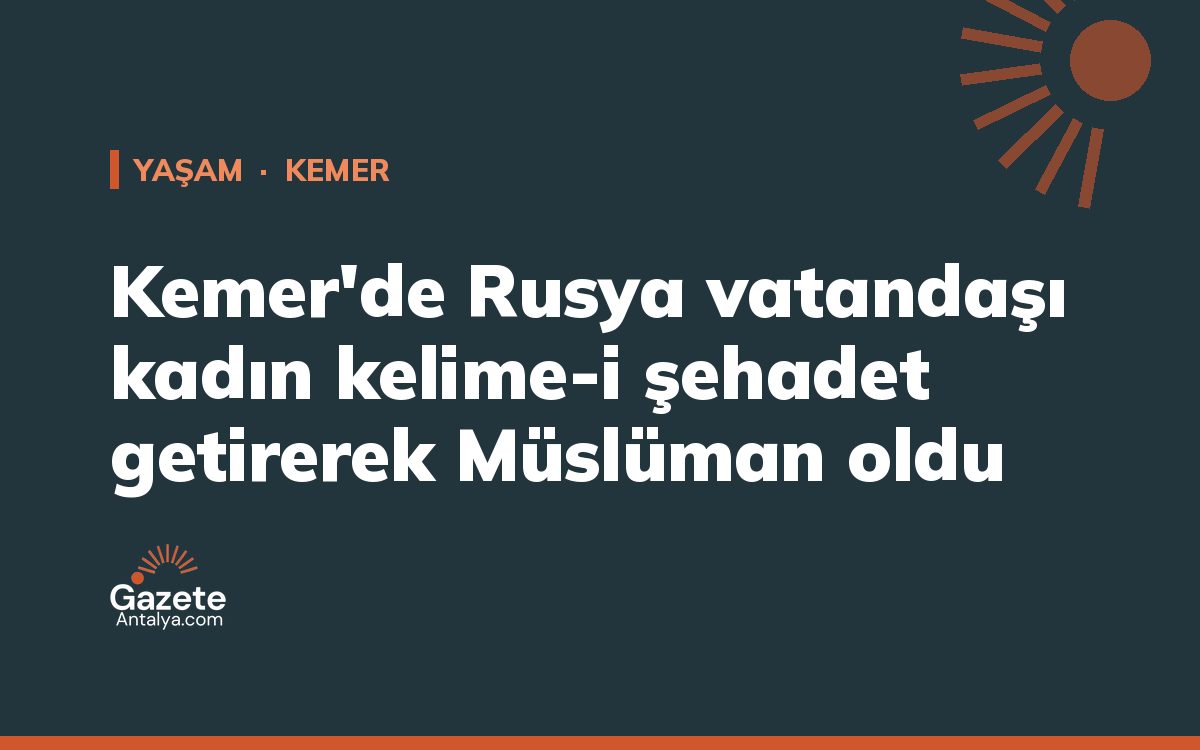 YAŞAM · KEMER
Kemer'de Rusya vatandaşı
kadın kelime-i şehadet
getirerek Müslüman oldu
Gazete
Antalya.com